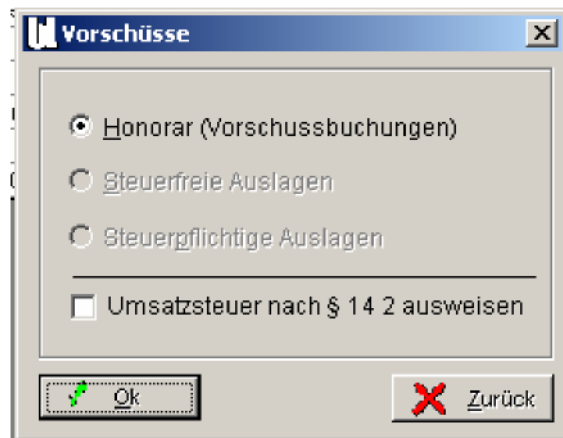 Vorschüsse
Honorar (Vorschussbuchungen)
Steuerfreie Auslagen
Steuerpflichtige Auslagen
Umsatzsteuer nach § 14 2 ausweisen
Ok
Zurück